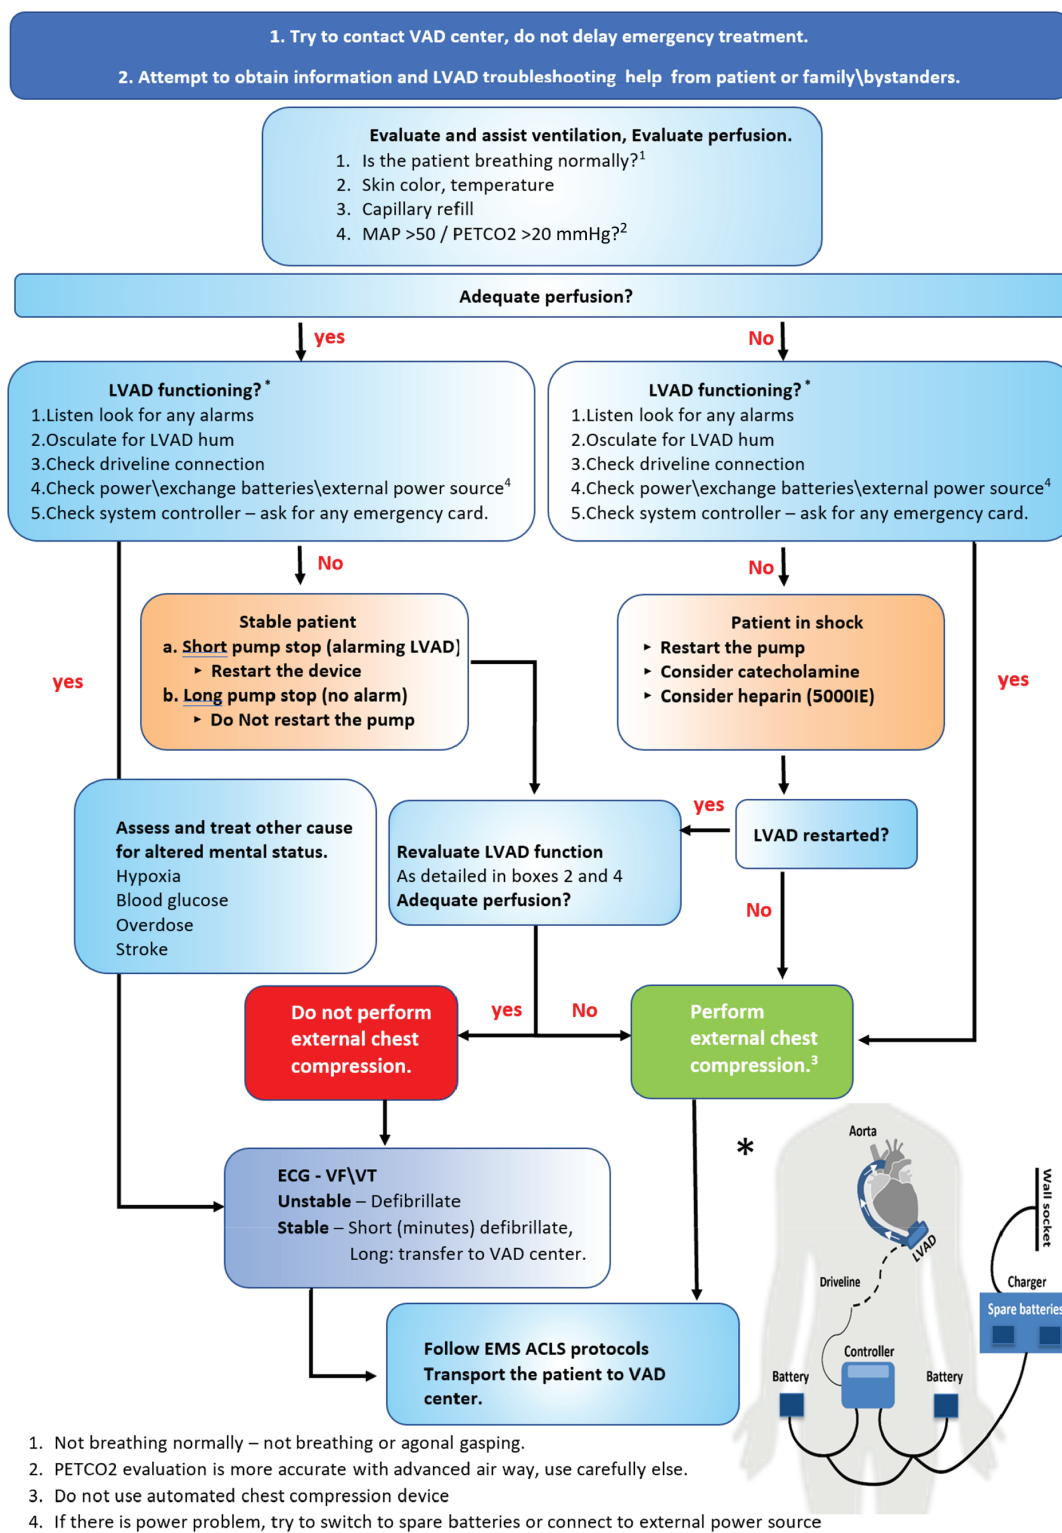 1. Try to contact VAD center, do not delay emergency treatment.
2. Attempt to obtain information and LVAD troubleshooting help from patient or family\bystanders.
Evaluate and assist ventilation, Evaluate perfusion.
1. Is the patient breathing normally?1
2. Skin color, temperature
3. Capillary refill
4. MAP >50 / PETCO2 >20 mmHg?2
Adequate perfusion?
yes
No
LVAD functioning?*
1.Listen look for any alarms
2.Osculate for LVAD hum
3.Check driveline connection
4.Check power\exchange batteries\external power source4
5.Check system controller – ask for any emergency card.
LVAD functioning?*
1.Listen look for any alarms
2.Osculate for LVAD hum
3.Check driveline connection
4.Check power\exchange batteries\external power source4
5.Check system controller – ask for any emergency card.
No
No
yes
yes
Stable patient
a. Short pump stop (alarming LVAD)
‣ Restart the device
b. Long pump stop (no alarm)
‣ Do Not restart the pump
Patient in shock
‣ Restart the pump
‣ Consider catecholamine
‣ Consider heparin (5000IE)
Assess and treat other cause
for altered mental status.
Hypoxia
Blood glucose
Overdose
Stroke
Revaluate LVAD function
As detailed in boxes 2 and 4
Adequate perfusion?
yes
LVAD restarted?
No
yes
No
Do not perform
external chest
compression.
Perform
external chest
compression.3
ECG - VF\VT
Unstable – Defibrillate
Stable – Short (minutes) defibrillate,
Long: transfer to VAD center.
Follow EMS ACLS protocols
Transport the patient to VAD
center.
*
Aorta
LVAD
Driveline
Wall socket
Charger
Spare batteries
Controller
Battery
Battery
1. Not breathing normally – not breathing or agonal gasping.
2. PETCO2 evaluation is more accurate with advanced air way, use carefully else.
3. Do not use automated chest compression device
4. If there is power problem, try to switch to spare batteries or connect to external power source